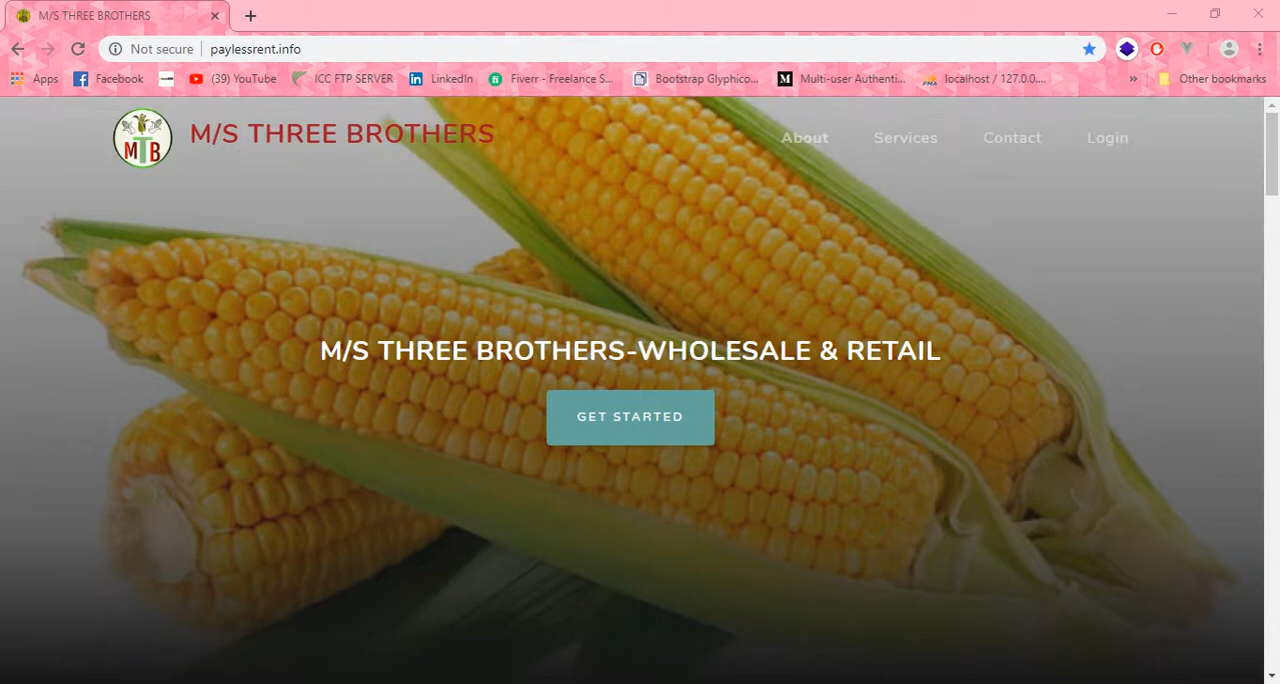 M/S THREE BROTHERS
Not secure
paylessrent.info
Apps
Facebook
(39) YouTube
ICC FTP SERVER
LinkedIn
Fiverr - Freelance S...
Bootstrap Glyphico...
Multi-user Authenti...
localhost / 127.0.0....
Other bookmarks
MTB
M/S THREE BROTHERS
About
Services
Contact
Login
M/S THREE BROTHERS-WHOLESALE & RETAIL
GET STARTED